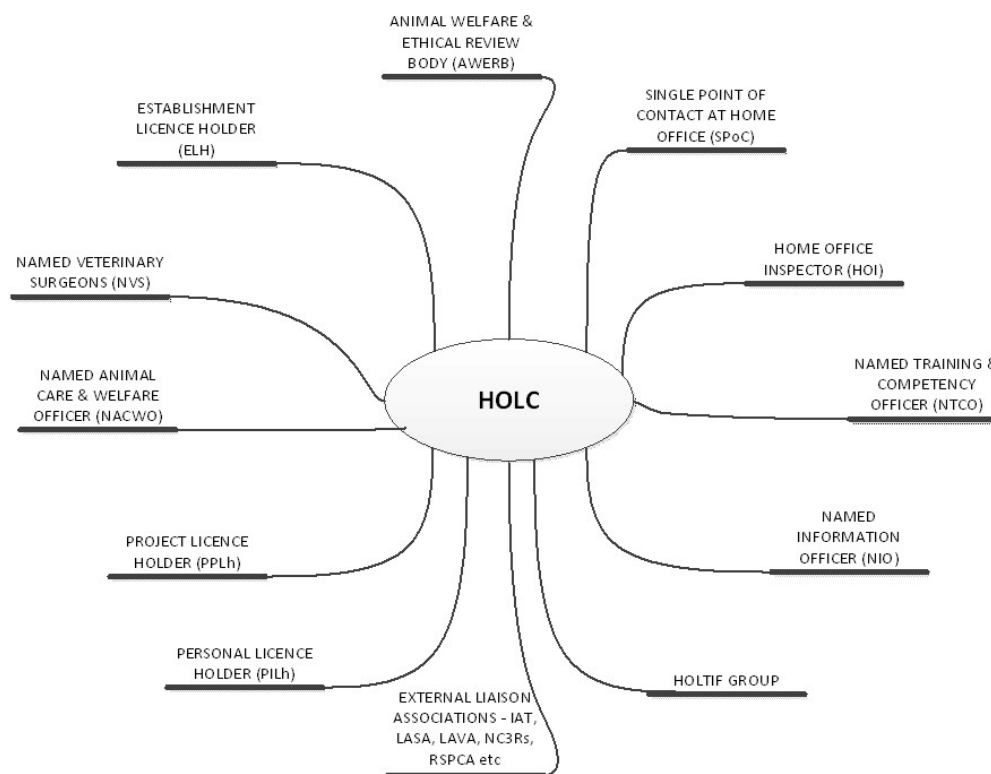 ANIMAL WELFARE &
ETHICAL REVIEW
BODY (AWERB)
SINGLE POINT OF
CONTACT AT HOME
OFFICE (SPoC)
ESTABLISHMENT
LICENCE HOLDER
(ELH)
HOME OFFICE
INSPECTOR (HOI)
NAMED VETERINARY
SURGEONS (NVS)
HOLC
NAMED TRAINING &
COMPETENCY
OFFICER (NTCO)
NAMED ANIMAL
CARE & WELFARE
OFFICER (NACWO)
NAMED
INFORMATION
OFFICER (NIO)
PROJECT LICENCE
HOLDER (PPLh)
PERSONAL LICENCE
HOLDER (PILh)
HOLTIF GROUP
EXTERNAL LIAISON
ASSOCIATIONS - IAT,
LASA, LAVA, NC3Rs,
RSPCA etc